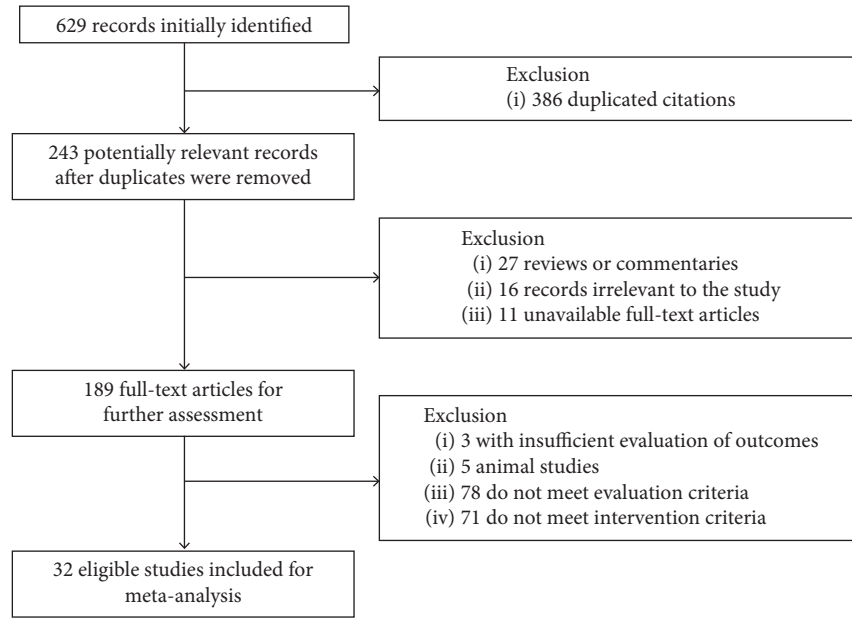 629 records initially identified
Exclusion
(i) 386 duplicated citations
243 potentially relevant records
after duplicates were removed
Exclusion
(i) 27 reviews or commentaries
(ii) 16 records irrelevant to the study
(iii) 11 unavailable full-text articles
189 full-text articles for
further assessment
Exclusion
(i) 3 with insufficient evaluation of outcomes
(ii) 5 animal studies
(iii) 78 do not meet evaluation criteria
(iv) 71 do not meet intervention criteria
32 eligible studies included for
meta-analysis